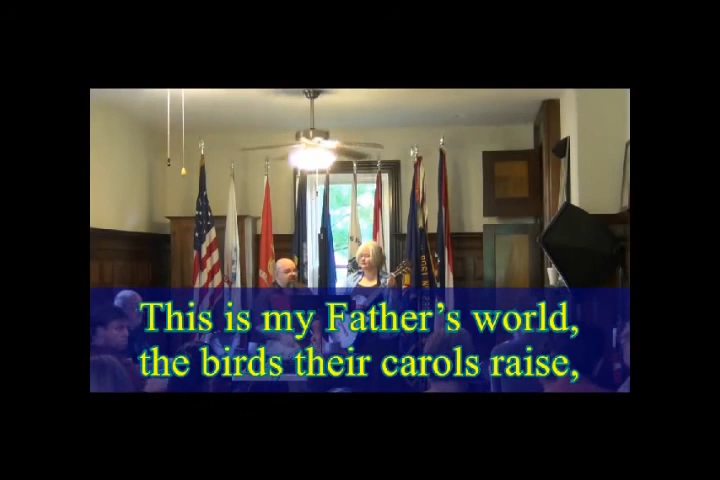 This is my Father’s world,
the birds their carols raise,